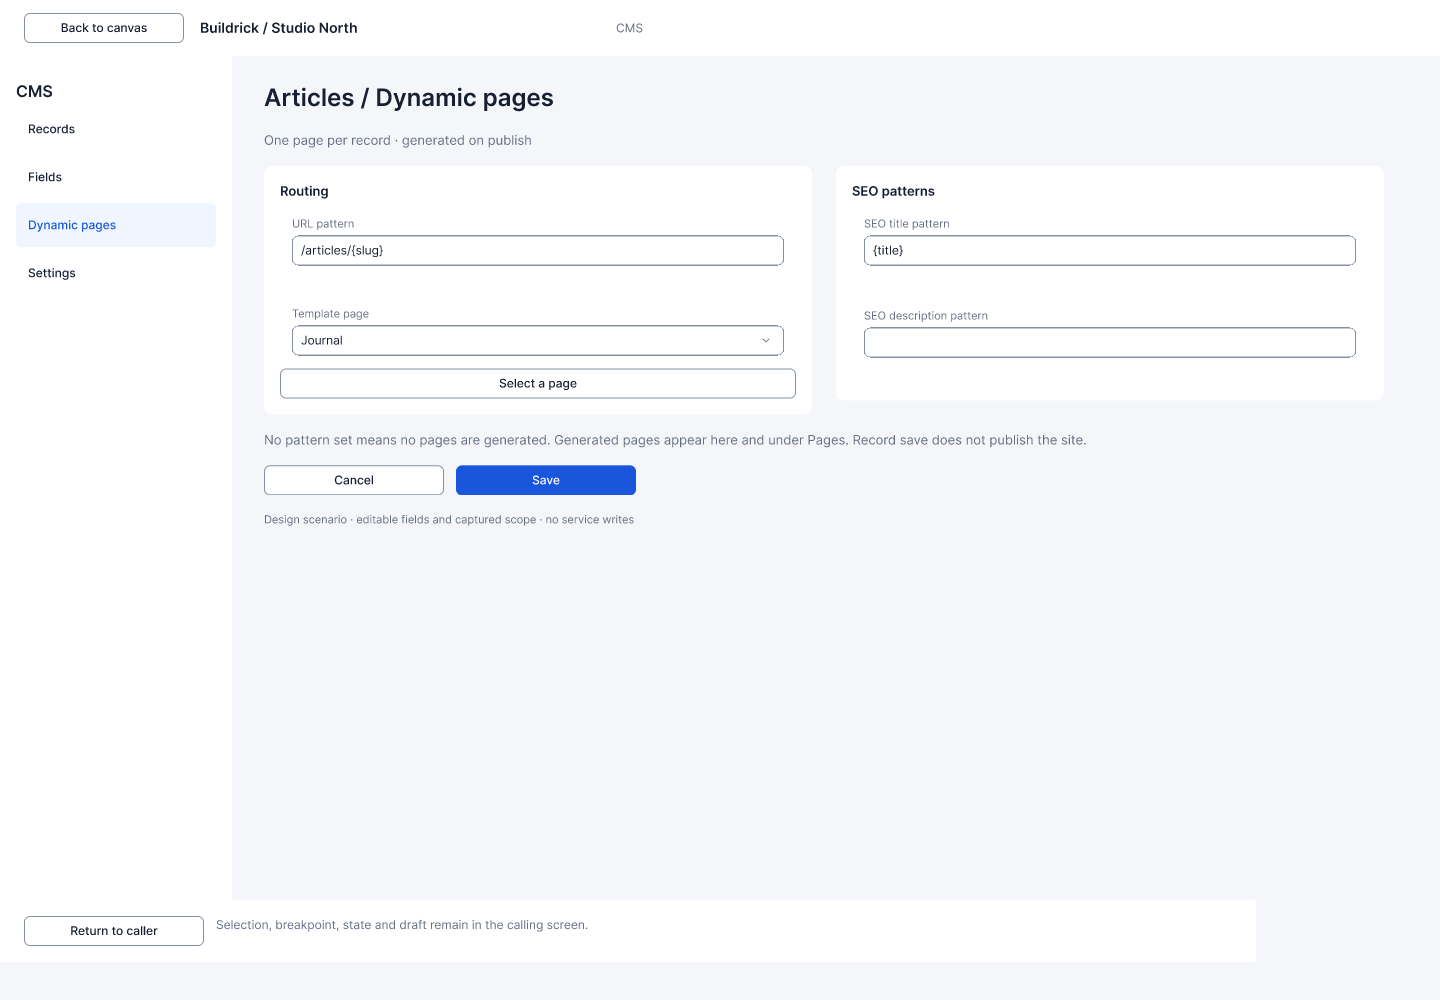 Back to canvas
Buildrick / Studio North
CMS
CMS
Records
Fields
Dynamic pages
Settings
Articles / Dynamic pages
One page per record · generated on publish
Routing
URL pattern
/articles/{slug}
Template page
Journal
Select a page
SEO patterns
SEO title pattern
{title}
SEO description pattern
No pattern set means no pages are generated. Generated pages appear here and under Pages. Record save does not publish the site.
Cancel
Save
Design scenario · editable fields and captured scope · no service writes
Return to caller
Selection, breakpoint, state and draft remain in the calling screen.